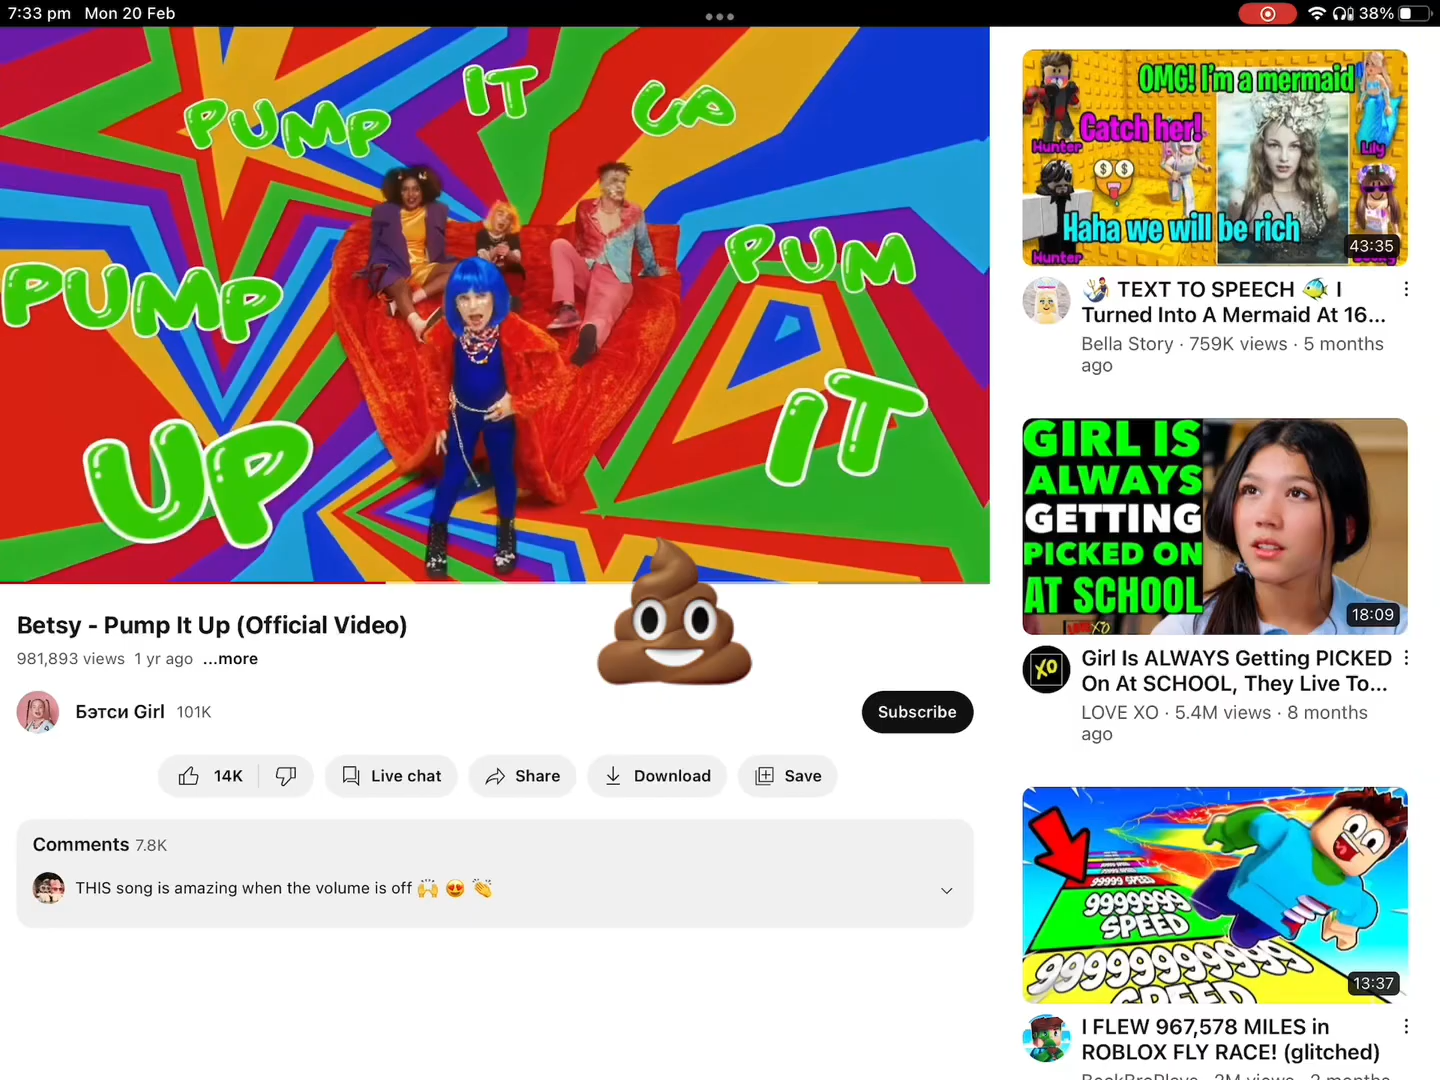 7:33 pm Mon 20 Feb
38%
PUMP IT UP
PUMP
PUM
UP
IT
Betsy - Pump It Up (Official Video)
981,893 views 1 yr ago ...more
Бэтси Girl 101K
Subscribe
14K
Live chat
Share
Download
Save
Comments 7.8K
THIS song is amazing when the volume is off 🙌 😍 👏
OMG! I'm a mermaid
Catch her!
Hunter
Lily
Haha we will be rich
Hunter
43:35
🧜‍♂️ TEXT TO SPEECH 🐠 I
Turned Into A Mermaid At 16...
Bella Story · 759K views · 5 months
ago
GIRL IS
ALWAYS
GETTING
PICKED ON
AT SCHOOL
18:09
XO
Girl Is ALWAYS Getting PICKED
On At SCHOOL, They Live To...
LOVE XO · 5.4M views · 8 months
ago
99999 SPEED
9999999
SPEED
99999999999
SPEED
13:37
I FLEW 967,578 MILES in
ROBLOX FLY RACE! (glitched)